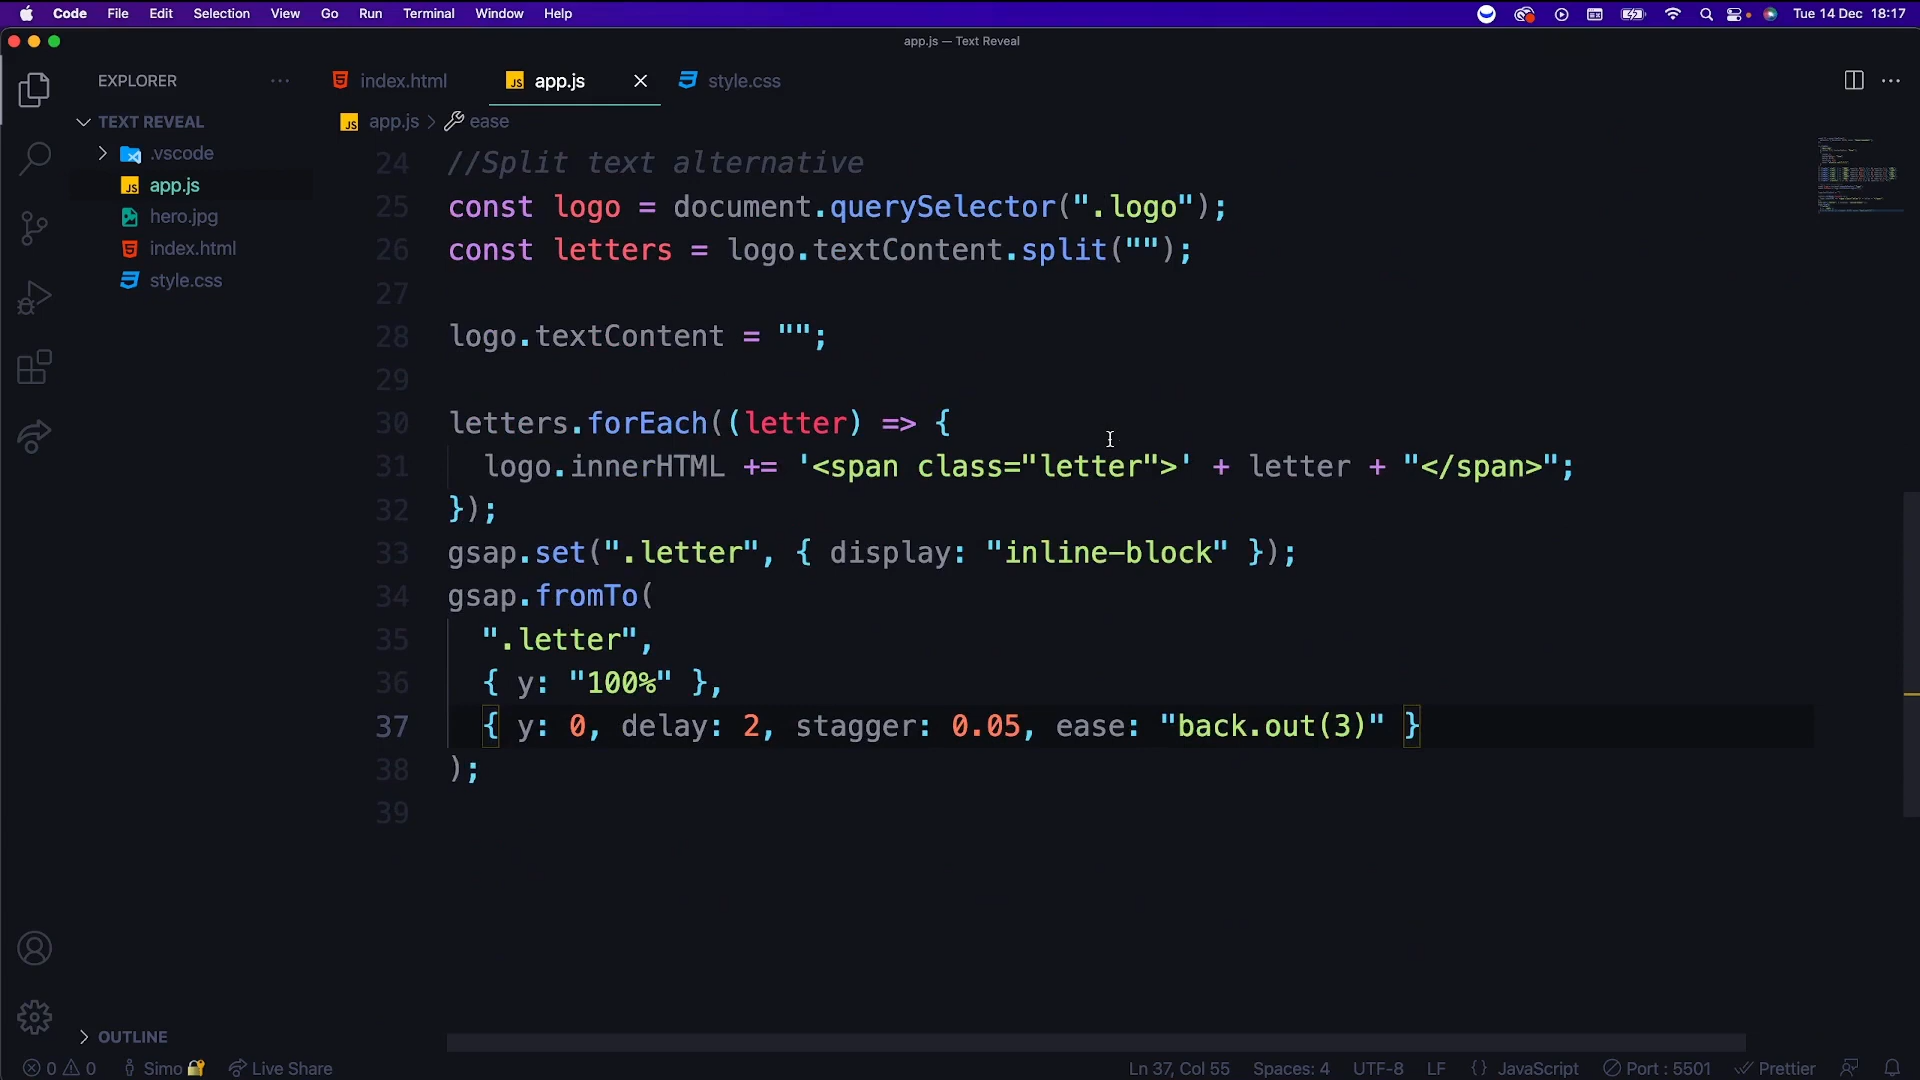 Code File Edit Selection View Go Run Terminal Window Help Tue 14 Dec 18:17
app.js — Text Reveal
EXPLORER
index.html
app.js
style.css
TEXT REVEAL
.vscode
app.js
hero.jpg
index.html
style.css
app.js > ease
24 //Split text alternative
25 const logo = document.querySelector(".logo");
26 const letters = logo.textContent.split("");
27
28 logo.textContent = "";
29
30 letters.forEach((letter) => {
31 logo.innerHTML += '<span class="letter">' + letter + "</span>";
32 });
33 gsap.set(".letter", { display: "inline-block" });
34 gsap.fromTo(
35 ".letter",
36 { y: "100%" },
37 { y: 0, delay: 2, stagger: 0.05, ease: "back.out(3)" }
38 );
39
OUTLINE
0 0 Simo Live Share Ln 37, Col 55 Spaces: 4 UTF-8 LF {} JavaScript Port : 5501 Prettier